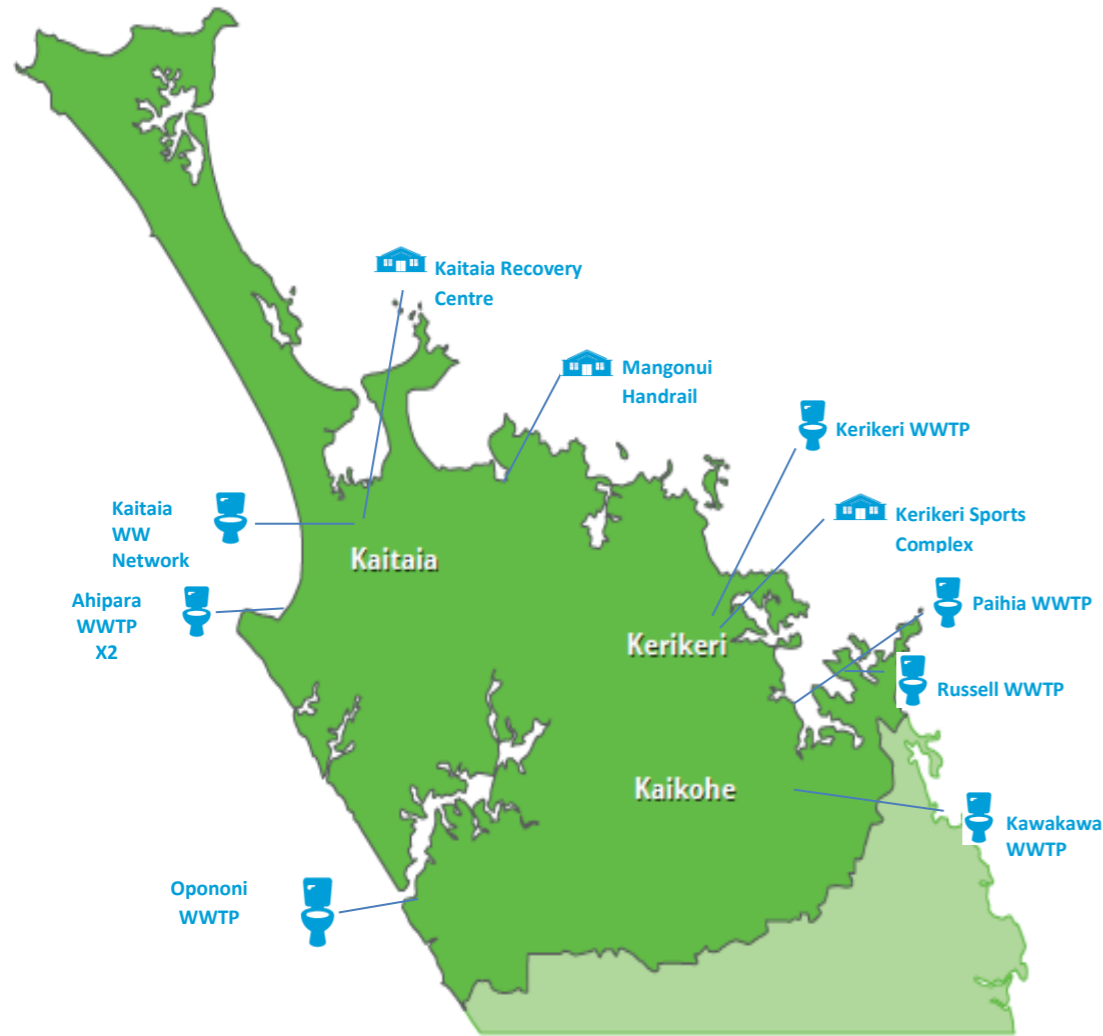 Kaitaia Recovery
Centre
Mangonui
Handrail
Kerikeri WWTP
Kaitaia
WW
Network
Kerikeri Sports
Complex
Kaitaia
Ahipara
WWTP
X2
Paihia WWTP
Kerikeri
Russell WWTP
Kaikohe
Kawakawa
WWTP
Opononi
WWTP